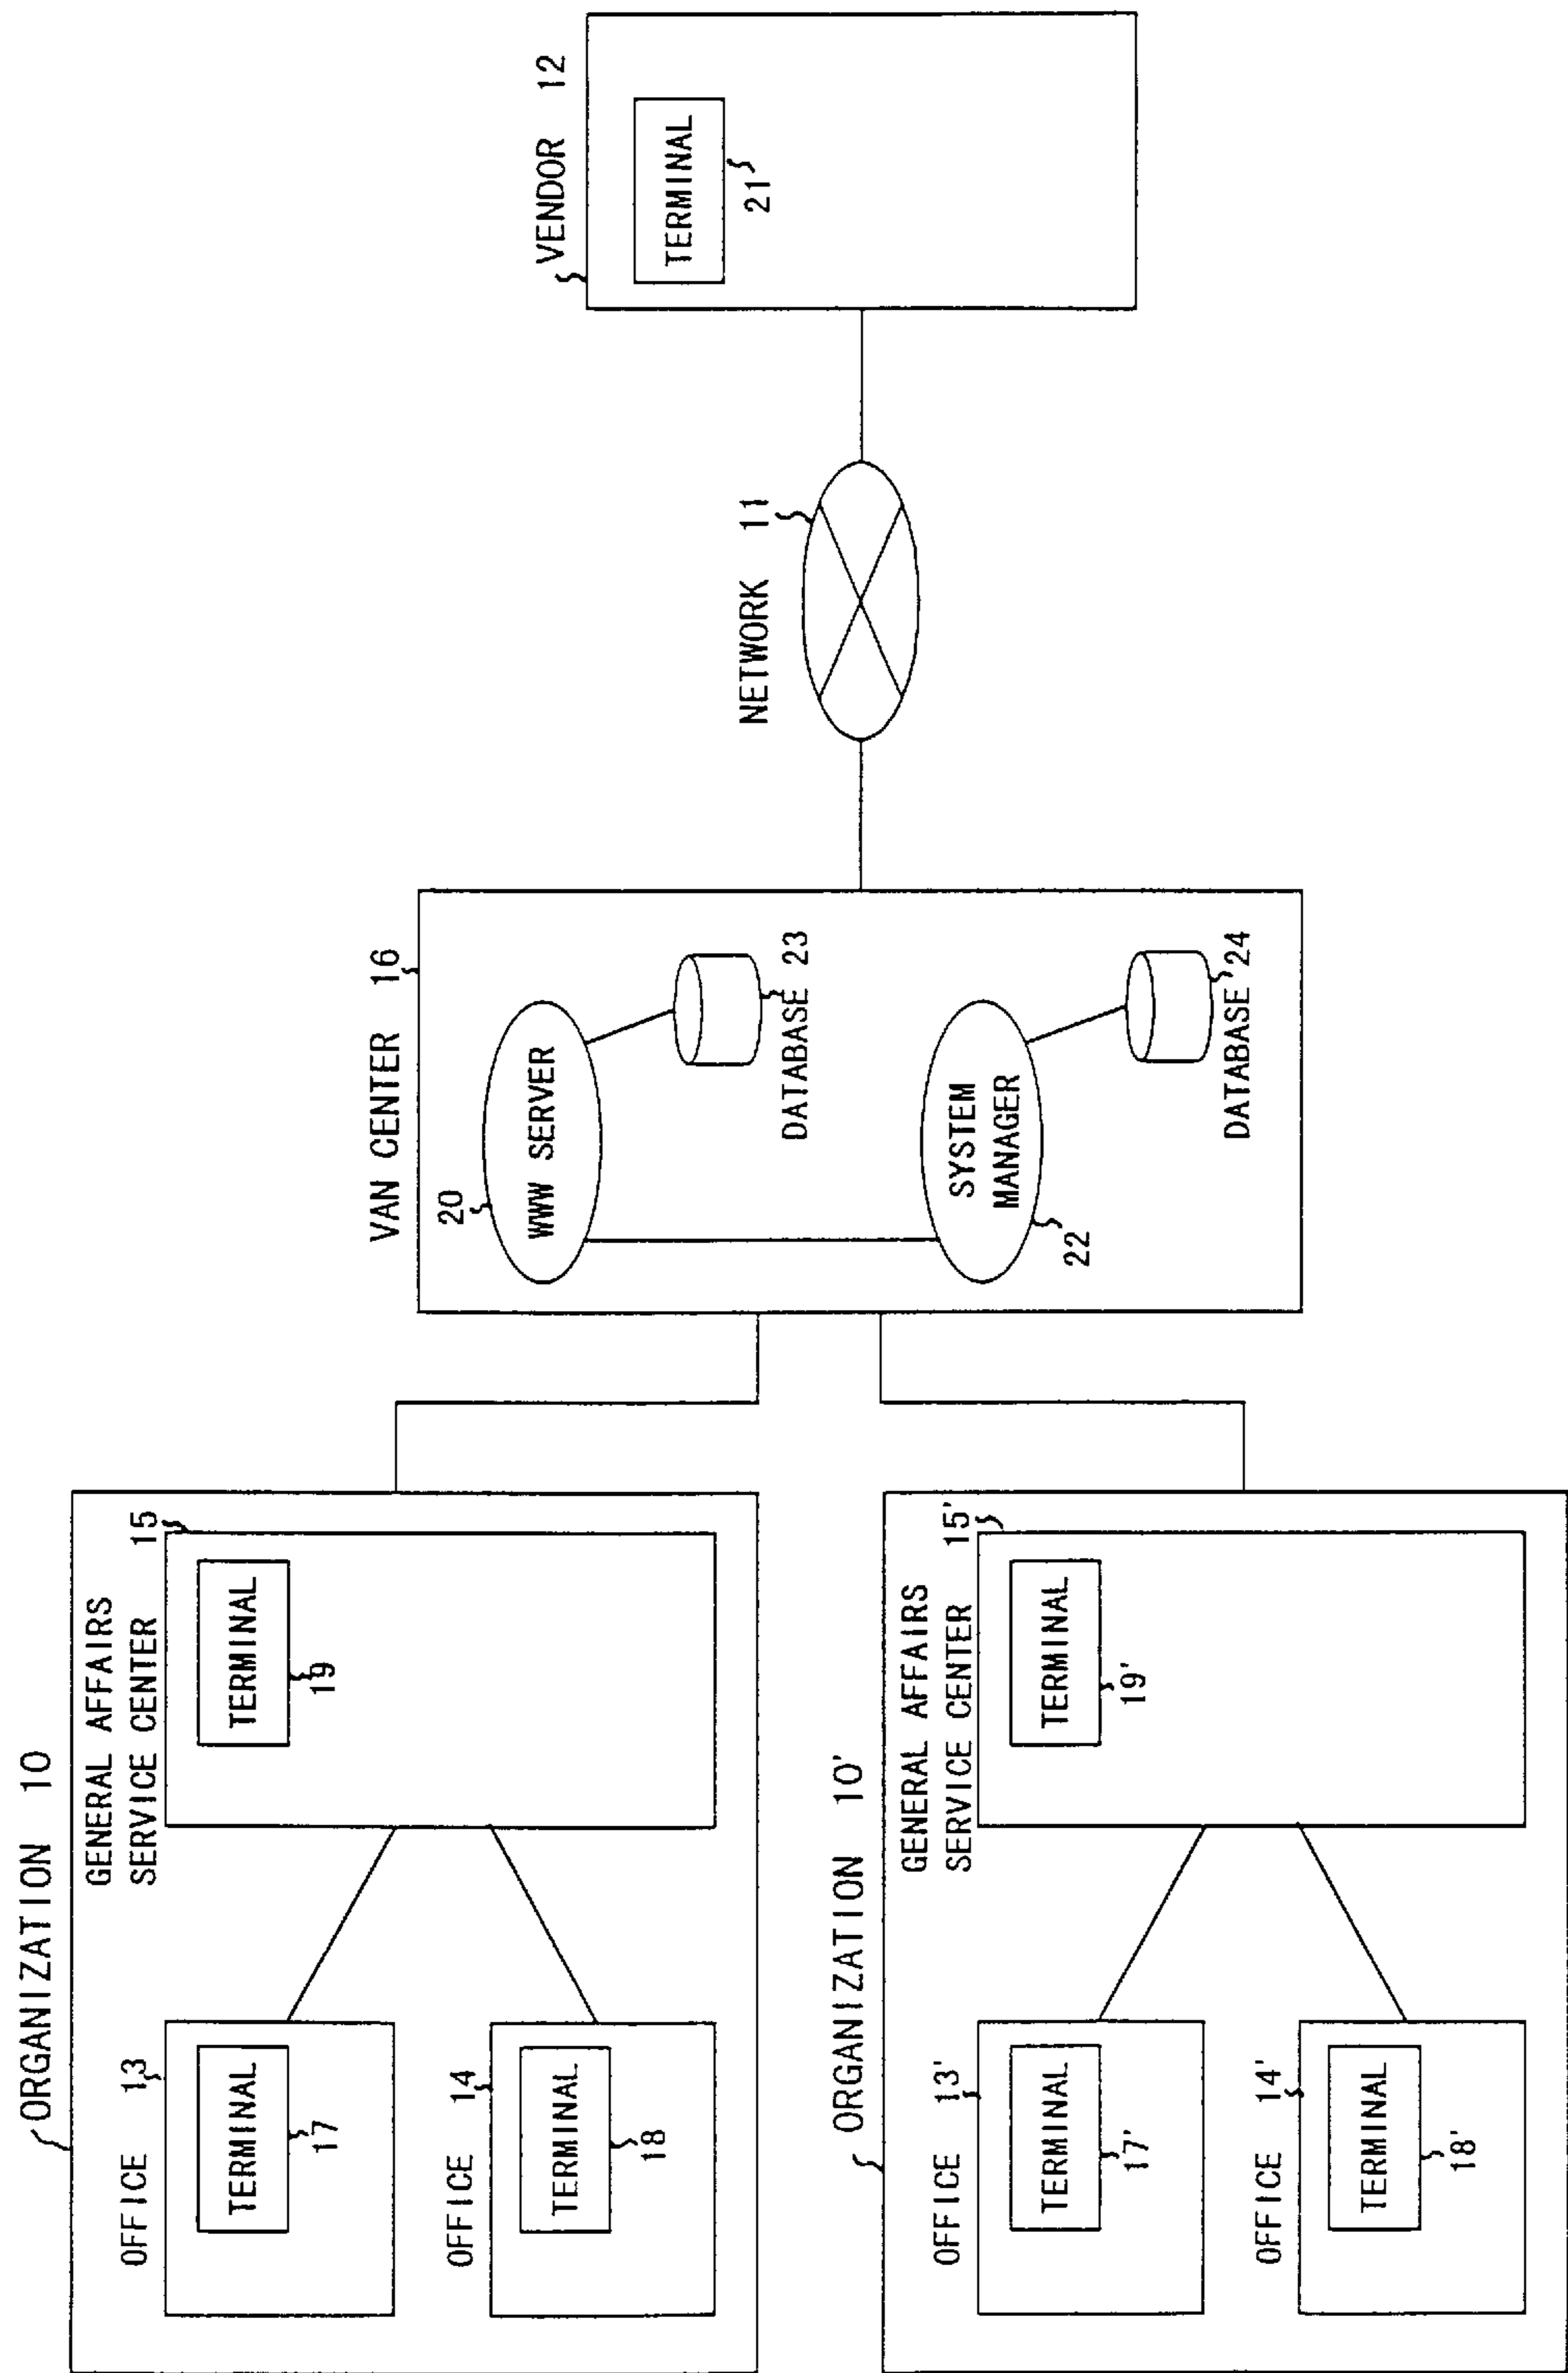 ORGANIZATION 10
GENERAL AFFAIRS
SERVICE CENTER 15
OFFICE 13
TERMINAL
17
TERMINAL
19
OFFICE 14
TERMINAL
18
ORGANIZATION 10'
GENERAL AFFAIRS
SERVICE CENTER 15'
OFFICE 13'
TERMINAL
17'
TERMINAL
19'
OFFICE 14'
TERMINAL
18'
VAN CENTER 16
20
WWW SERVER
DATABASE 23
SYSTEM
MANAGER
22
DATABASE 24
NETWORK 11
VENDOR 12
TERMINAL
21